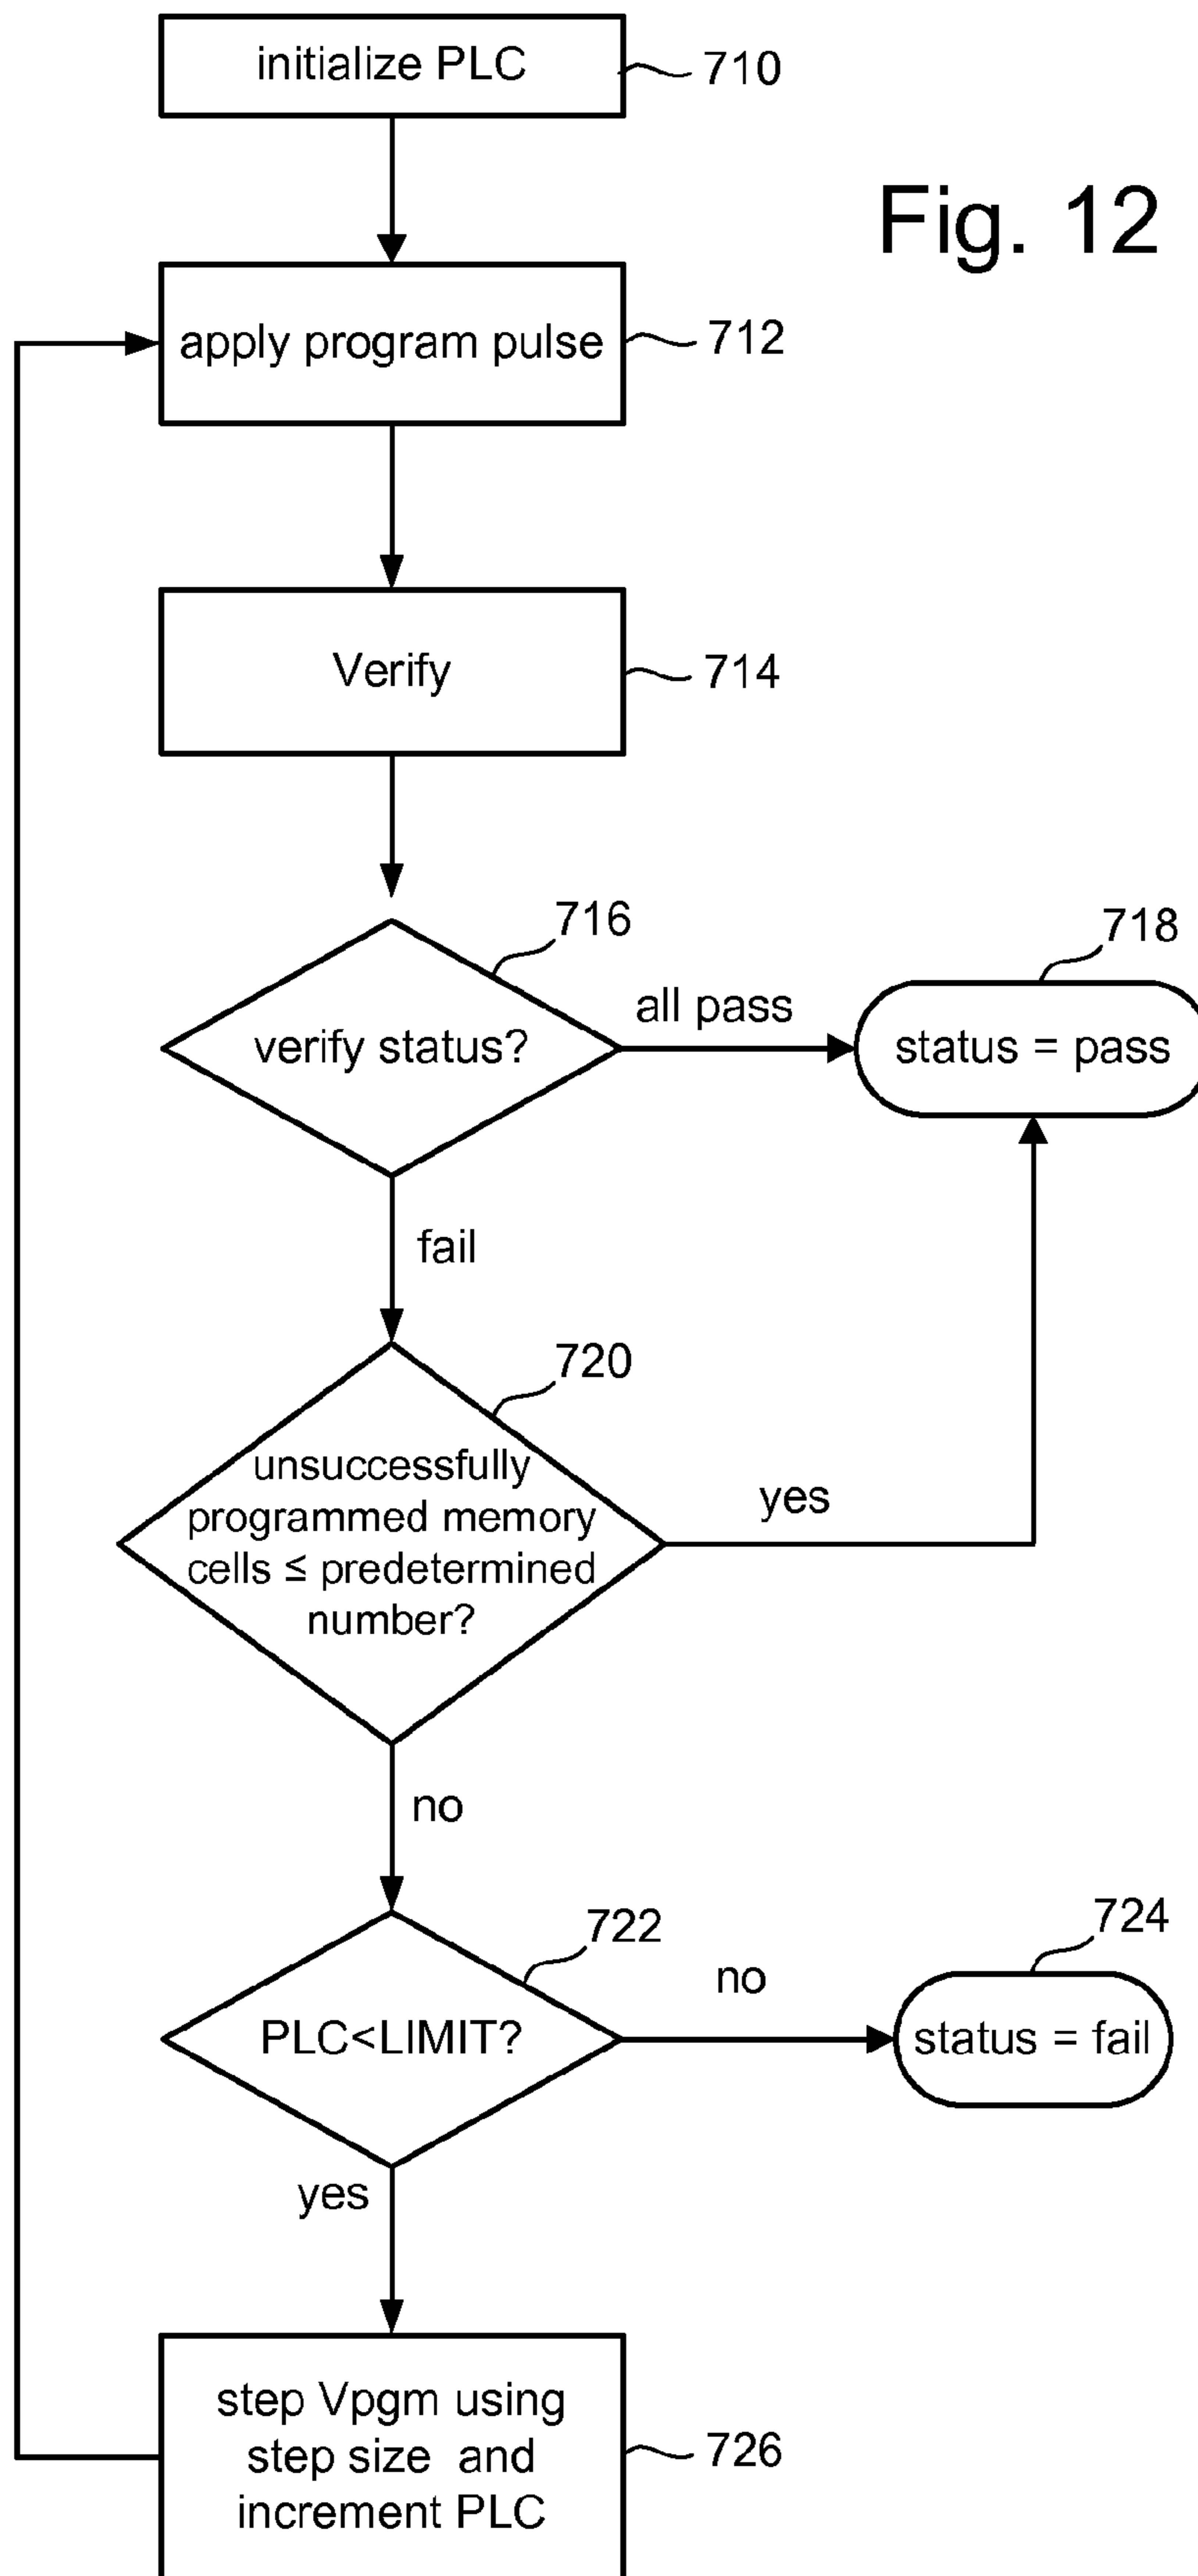 initialize PLC
710
Fig. 12
apply program pulse
712
Verify
714
716
718
verify status?
all pass
status = pass
fail
720
unsuccessfully
programmed memory
cells ≤ predetermined
number?
yes
no
722
724
PLC<LIMIT?
no
status = fail
yes
step Vpgm using
step size and
increment PLC
726